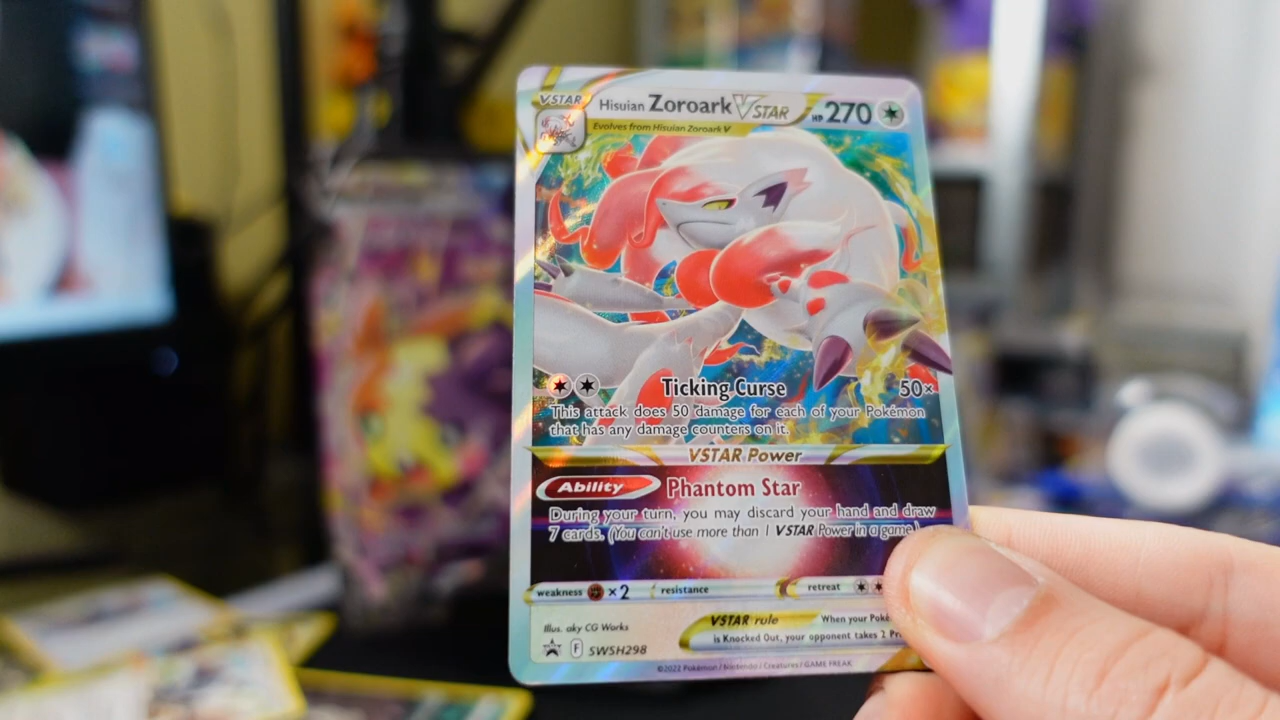 VSTAR Hisuian Zoroark VSTAR HP 270
Evolves from Hisuian Zoroark V
Ticking Curse 50×
This attack does 50 damage for each of your Pokémon
that has any damage counters on it.
VSTAR Power
Ability Phantom Star
During your turn, you may discard your hand and draw
7 cards. (You can't use more than 1 VSTAR Power in a game.)
weakness ×2 resistance retreat
VSTAR rule When your Poké
Illus. aky CG Works
is Knocked Out, your opponent takes 2 Pr
F SWSH298
©2022 Pokémon / Nintendo / Creatures / GAME FREAK